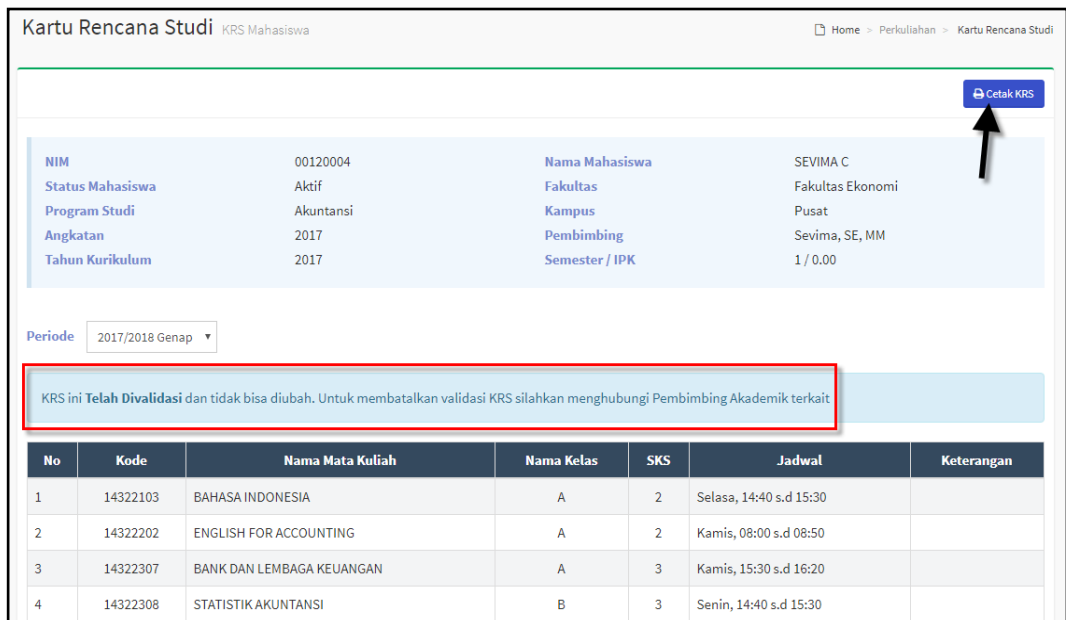 Kartu Rencana Studi KRS Mahasiswa
Home > Perkuliahan > Kartu Rencana Studi
Cetak KRS
NIM 00120004 Nama Mahasiswa SEVIMA C
Status Mahasiswa Aktif Fakultas Fakultas Ekonomi
Program Studi Akuntansi Kampus Pusat
Angkatan 2017 Pembimbing Sevima, SE, MM
Tahun Kurikulum 2017 Semester / IPK 1 / 0.00
Periode 2017/2018 Genap
KRS ini Telah Divalidasi dan tidak bisa diubah. Untuk membatalkan validasi KRS silahkan menghubungi Pembimbing Akademik terkait
No Kode Nama Mata Kuliah Nama Kelas SKS Jadwal Keterangan
1 14322103 BAHASA INDONESIA A 2 Selasa, 14:40 s.d 15:30
2 14322202 ENGLISH FOR ACCOUNTING A 2 Kamis, 08:00 s.d 08:50
3 14322307 BANK DAN LEMBAGA KEUANGAN A 3 Kamis, 15:30 s.d 16:20
4 14322308 STATISTIK AKUNTANSI B 3 Senin, 14:40 s.d 15:30